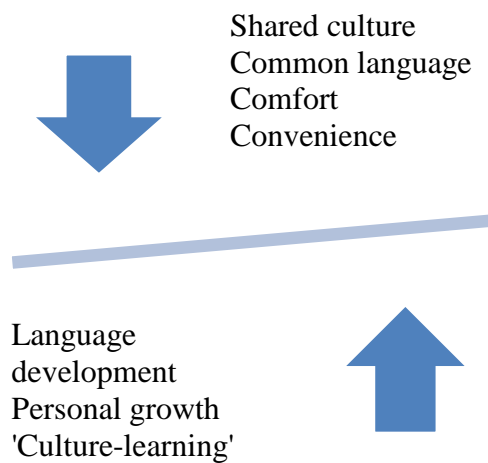 Shared culture
Common language
Comfort
Convenience
Language
development
Personal growth
'Culture-learning'